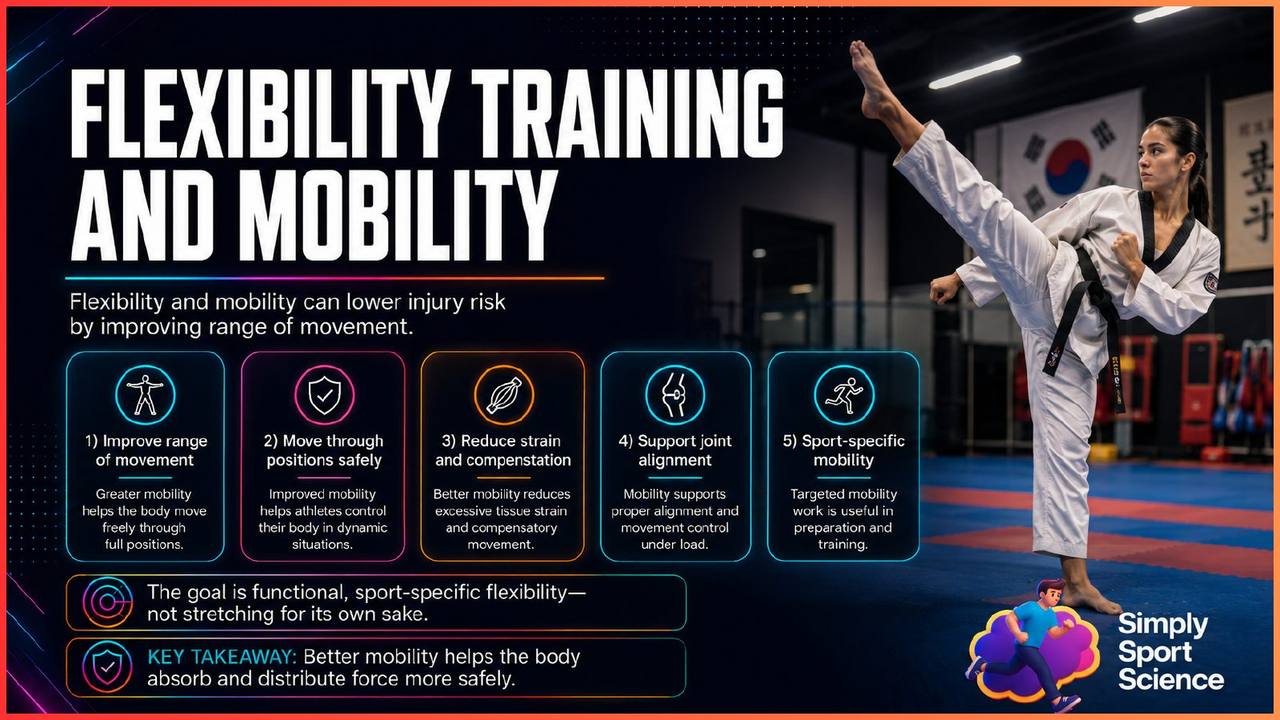 FLEXIBILITY TRAINING
AND MOBILITY
Flexibility and mobility can lower injury risk
by improving range of movement.
1) Improve range
of movement
Greater mobility
helps the body move
freely through
full positions.
2) Move through
positions safely
Improved mobility
helps athletes control
their body in dynamic
situations.
3) Reduce strain
and compenstation
Better mobility reduces
excessive tissue strain
and compensatory
movement.
4) Support joint
alignment
Mobility supports
proper alignment and
movement control
under load.
5) Sport-specific
mobility
Targeted mobility
work is useful in
preparation and
training.
The goal is functional, sport-specific flexibility—
not stretching for its own sake.
KEY TAKEAWAY: Better mobility helps the body
absorb and distribute force more safely.
Simply
Sport
Science